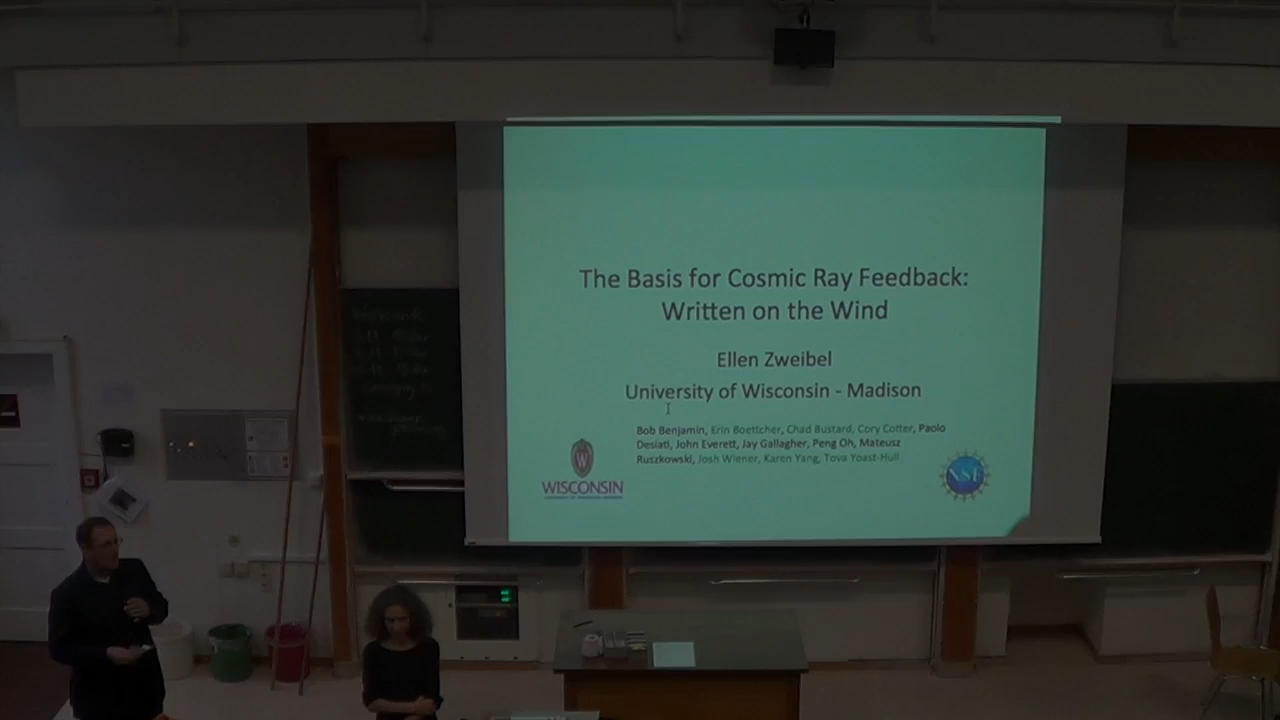 The Basis for Cosmic Ray Feedback:
Written on the Wind
Ellen Zweibel
University of Wisconsin - Madison
Bob Benjamin, Erin Boettcher, Chad Bustard, Cory Cotter, Paolo
Desiati, John Everett, Jay Gallagher, Peng Oh, Mateusz
Ruszkowski, Josh Wiener, Karen Yang, Tova Yoast-Hull
W
WISCONSIN
NSF